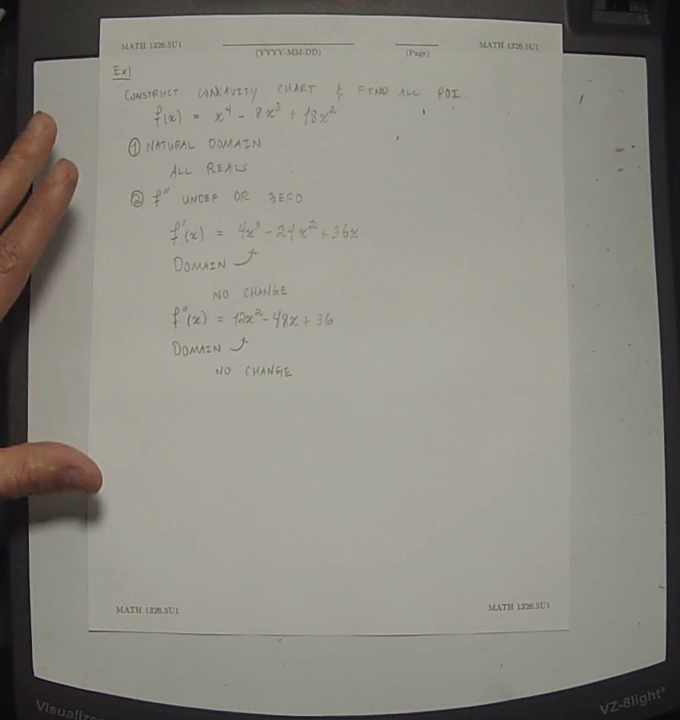 MATH 1326.5U1 (YYYY-MM-DD) (Page) MATH 1326.5U1
Ex1
CONSTRUCT CONCAVITY CHART & FIND ALL POI
f(x) = x⁴ - 8x³ + 18x²
① NATURAL DOMAIN
ALL REALS
② f'' UNDEF OR ZERO
f'(x) = 4x³ - 24x² + 36x
DOMAIN
NO CHANGE
f''(x) = 12x² - 48x + 36
DOMAIN
NO CHANGE
MATH 1326.5U1 MATH 1326.5U1
VZ-8light³